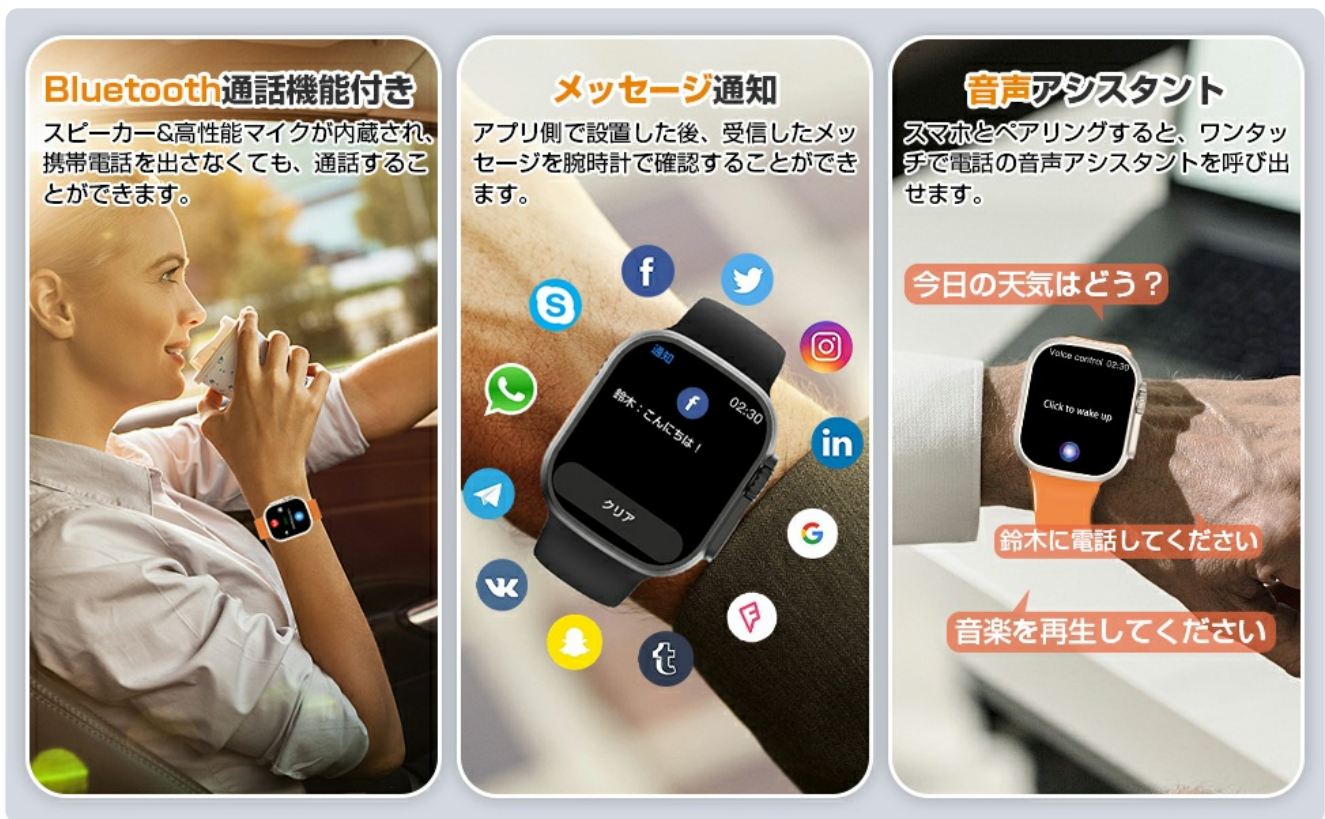 Bluetooth通話機能付き
スピーカー&高性能マイクが内蔵され、
携帯電話を出さなくても、通話するこ
とができます。
メッセージ通知
アプリ側で設置した後、受信したメッ
セージを腕時計で確認することができ
ます。
通知
02:30
鈴木：こんにちは！
クリア
音声アシスタント
スマホとペアリングすると、ワンタッ
チで電話の音声アシスタントを呼び出
せます。
今日の天気はどう？
Voice control 02:30
Click to wake up
鈴木に電話してください
音楽を再生してください